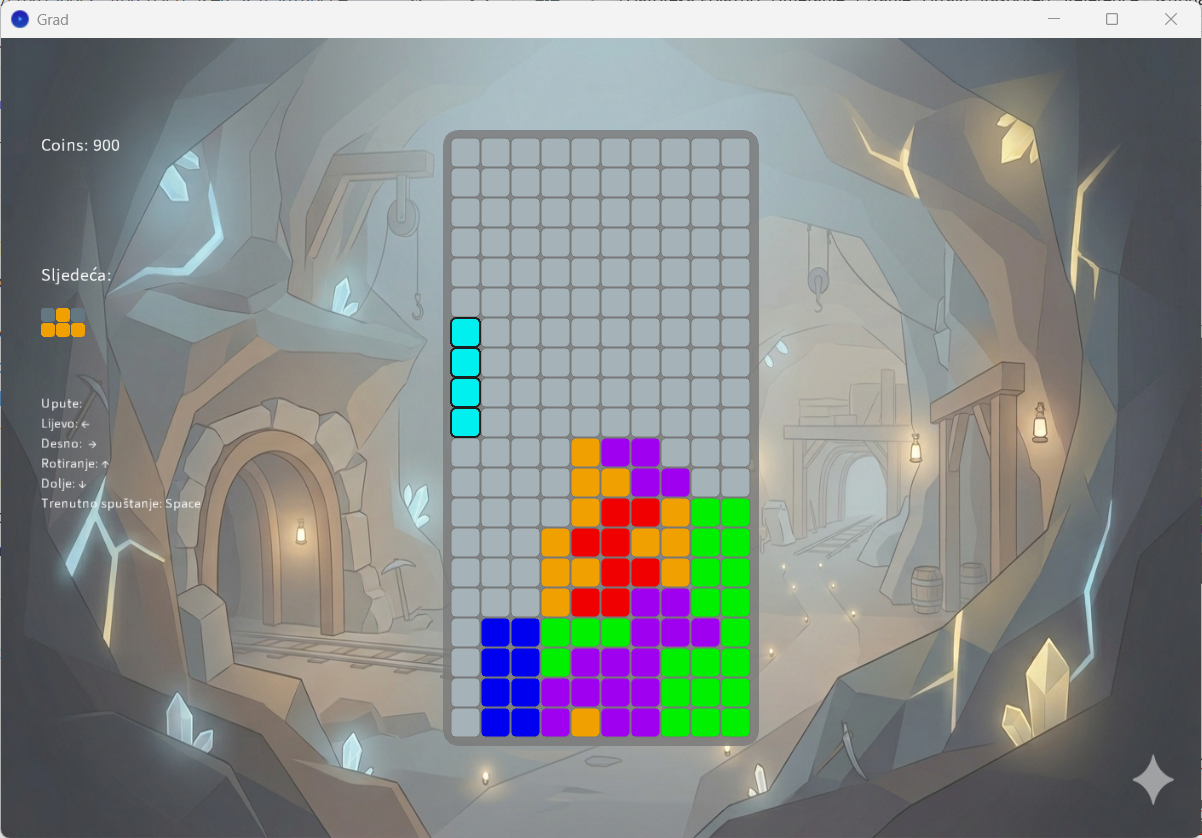 Grad
Coins: 900
Sljedeća:
Upute:
Lijevo: ←
Desno: →
Rotiranje: ↑
Dolje: ↓
Trenutno spuštanje: Space